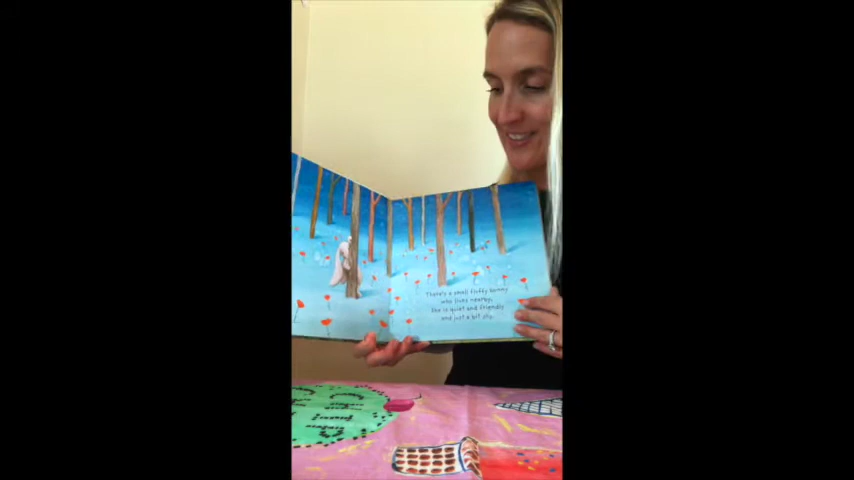 There's a small fluffy bunny
who lives nearby.
She is quiet and friendly
and just a bit shy.